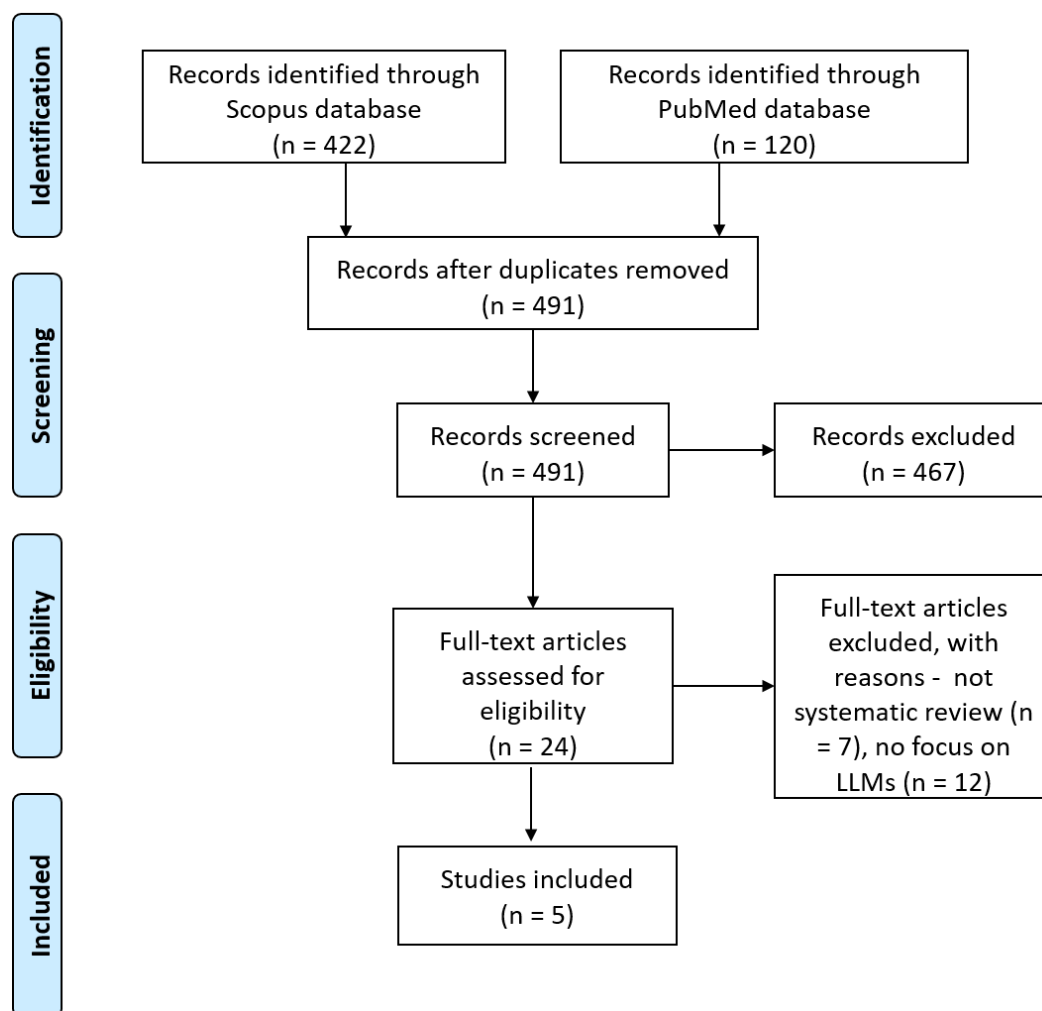 Identification
Records identified through
Scopus database
(n = 422)
Records identified through
PubMed database
(n = 120)
Records after duplicates removed
(n = 491)
Screening
Records screened
(n = 491)
Records excluded
(n = 467)
Eligibility
Full-text articles
assessed for
eligibility
(n = 24)
Full-text articles
excluded, with
reasons -  not
systematic review (n
= 7), no focus on
LLMs (n = 12)
Included
Studies included
(n = 5)